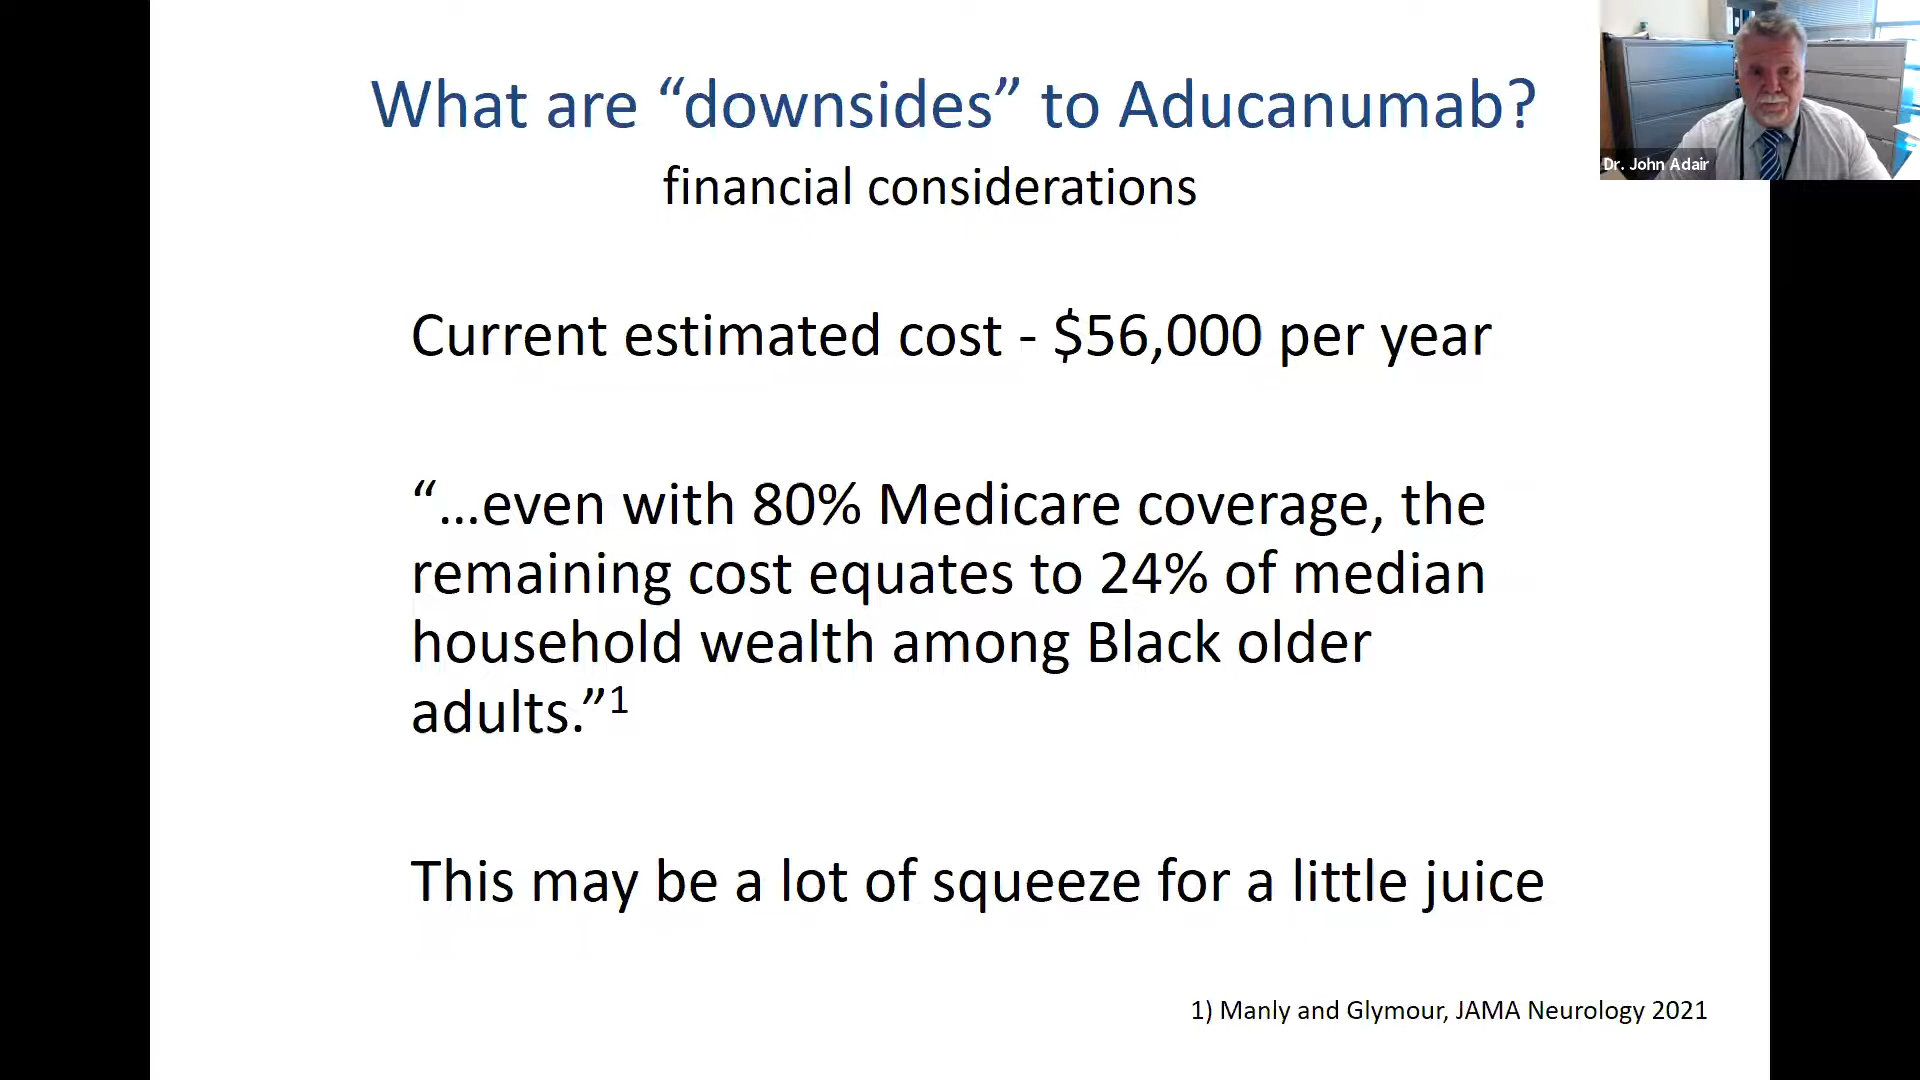 What are “downsides” to Aducanumab?
financial considerations
Dr. John Adair
Current estimated cost - $56,000 per year
“…even with 80% Medicare coverage, the
remaining cost equates to 24% of median
household wealth among Black older
adults.”1
This may be a lot of squeeze for a little juice
1) Manly and Glymour, JAMA Neurology 2021